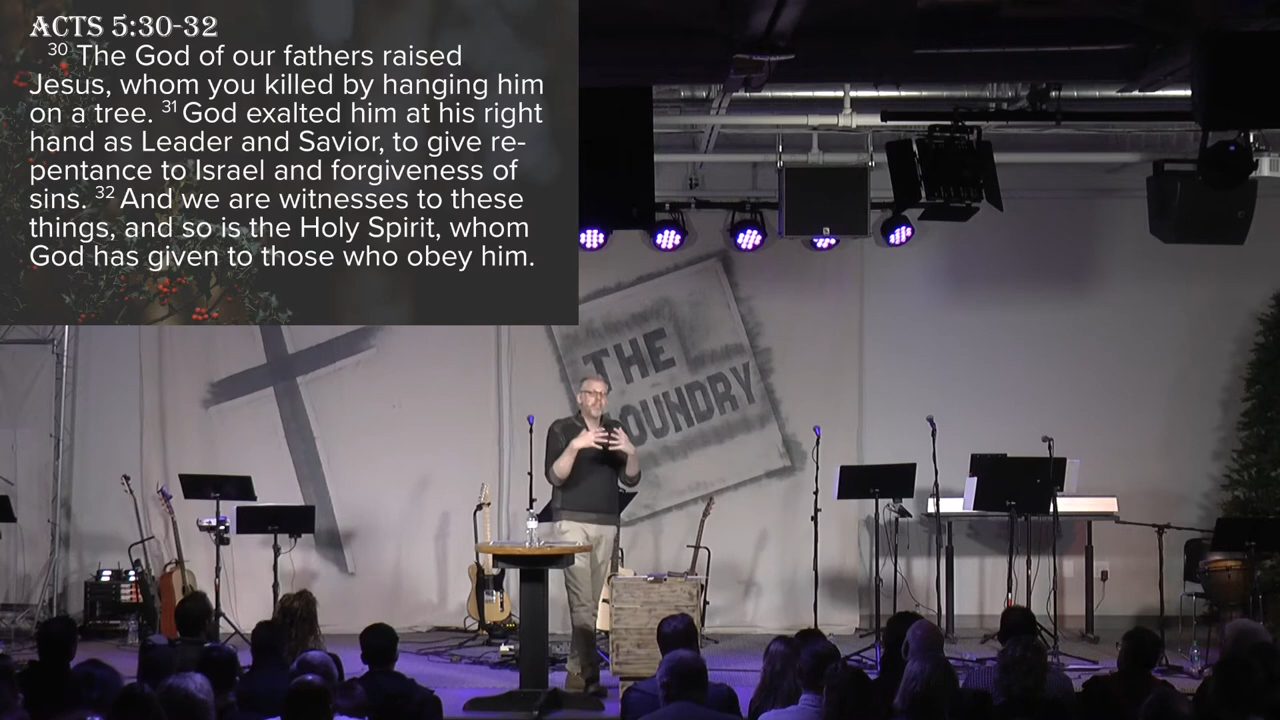 ACTS 5:30-32
30 The God of our fathers raised
Jesus, whom you killed by hanging him
on a tree. 31 God exalted him at his right
hand as Leader and Savior, to give re-
pentance to Israel and forgiveness of
sins. 32 And we are witnesses to these
things, and so is the Holy Spirit, whom
God has given to those who obey him.
THE
OUNDRY